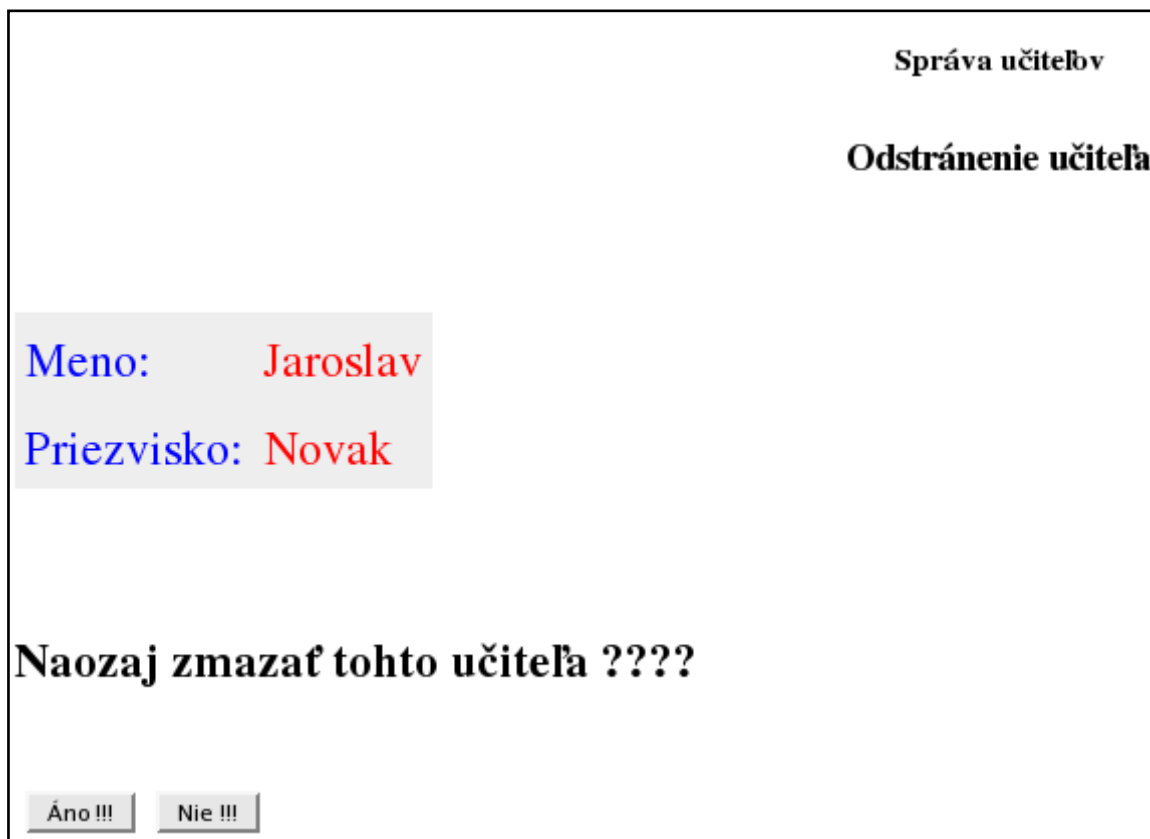 Správa učiteľov
Odstránenie učiteľa
Meno: Jaroslav
Priezvisko: Novak
Naozaj zmazať tohto učiteľa ????
Áno !!! Nie !!!